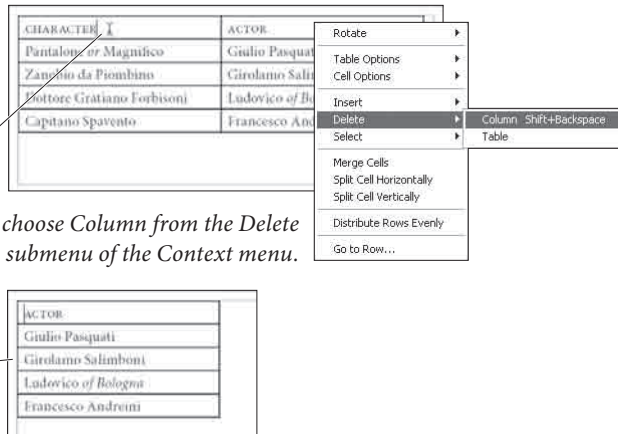 CHARACTER ACTOR
Pantalone or Magnifico Giulio Pasquat
Zanobio da Piombino Girolamo Sali
Dottore Gratiano Forbisoni Ludovico of Bo
Capitano Spavento Francesco And
Rotate
Table Options
Cell Options
Insert
Delete
Select
Merge Cells
Split Cell Horizontally
Split Cell Vertically
Distribute Rows Evenly
Go to Row...
Column Shift+Backspace
Table
choose Column from the Delete
submenu of the Context menu.
ACTOR
Giulio Pasquati
Girolamo Salimboni
Ludovico of Bologna
Francesco Andreini